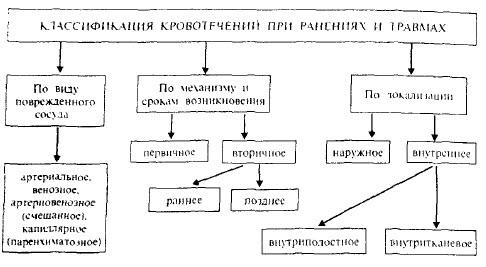 КЛАССИФИКАЦИЯ КРОВОТЕЧЕНИЙ ПРИ РАНЕНИЯХ И ТРАВМАХ
По виду
поврежденного
сосуда
По механизму и
срокам возникновения
По локализации
первичное
вторичное
наружное
внутреннее
артериальное,
венозное,
артериовенозное
(смешанное),
капиллярное
(паренхиматозное)
раннее
позднее
внутриполостное
внутритканевое